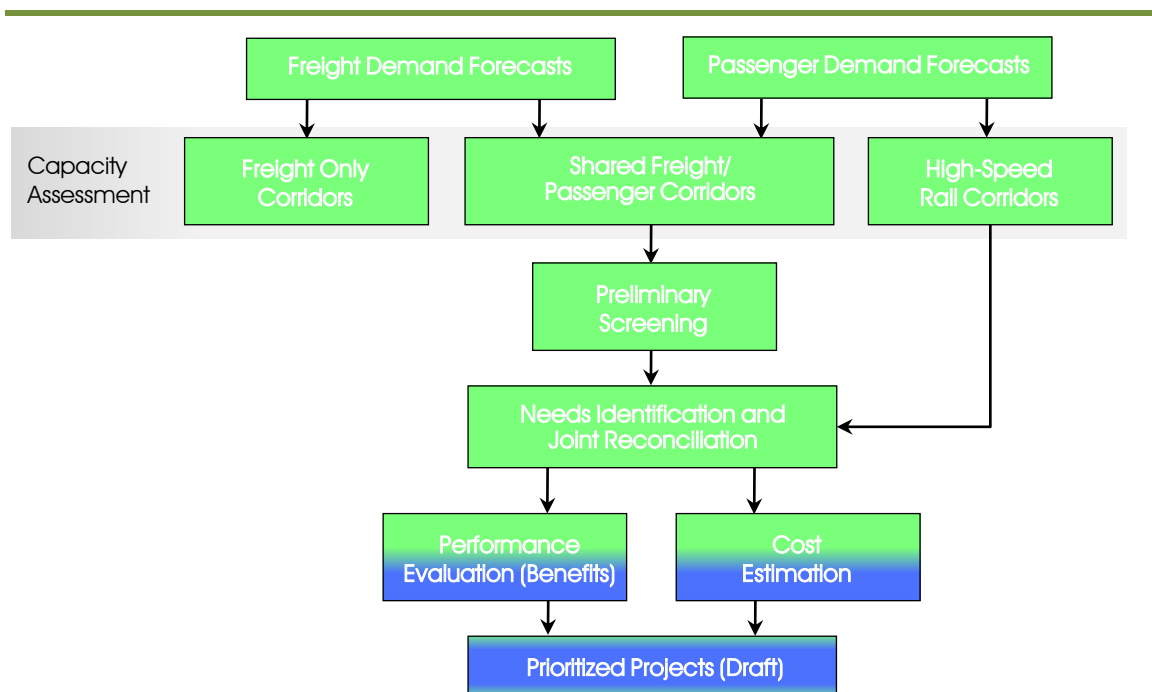 Freight Demand Forecasts
Passenger Demand Forecasts
Capacity
Assessment
Freight Only
Corridors
Shared Freight/
Passenger Corridors
High-Speed
Rail Corridors
Preliminary
Screening
Needs Identification and
Joint Reconciliation
Performance
Evaluation (Benefits)
Cost
Estimation
Prioritized Projects (Draft)